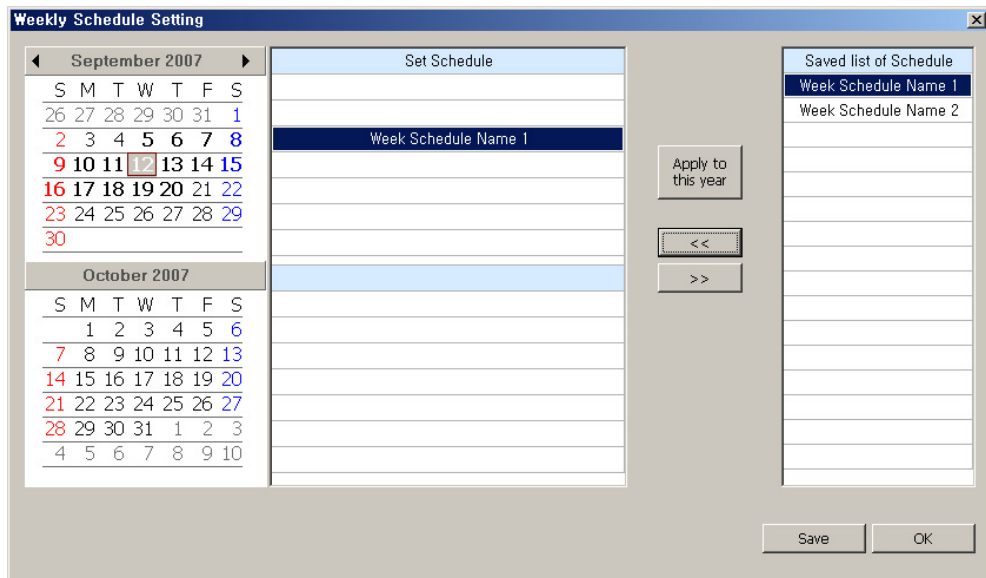 Weekly Schedule Setting
September 2007
S M T W T F S
26 27 28 29 30 31 1
2 3 4 5 6 7 8
9 10 11 12 13 14 15
16 17 18 19 20 21 22
23 24 25 26 27 28 29
30
October 2007
S M T W T F S
1 2 3 4 5 6
7 8 9 10 11 12 13
14 15 16 17 18 19 20
21 22 23 24 25 26 27
28 29 30 31 1 2 3
4 5 6 7 8 9 10
Set Schedule
Week Schedule Name 1
Apply to
this year
<<
>>
Saved list of Schedule
Week Schedule Name 1
Week Schedule Name 2
Save
OK